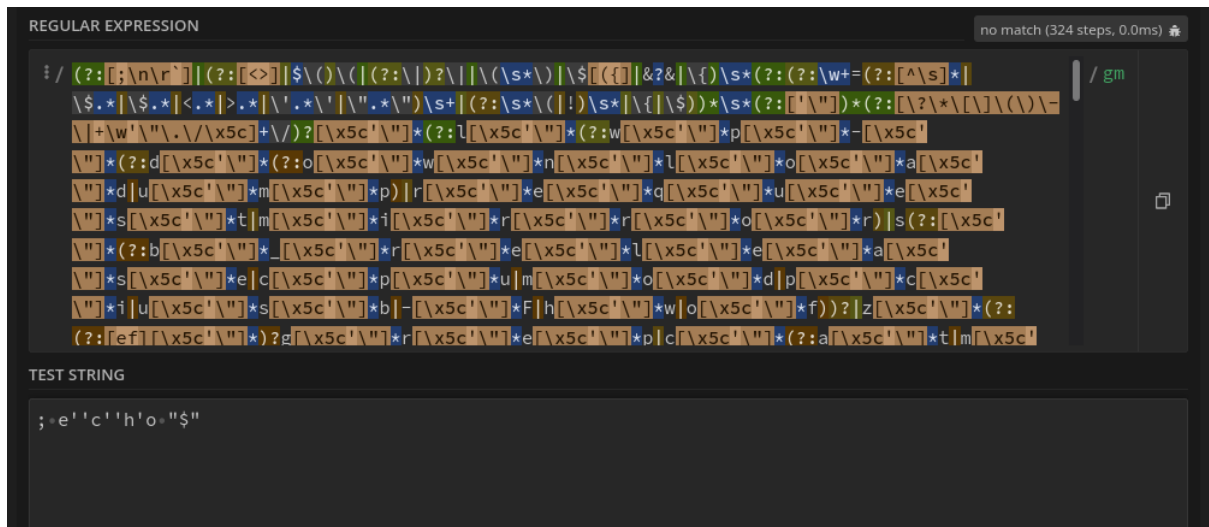 REGULAR EXPRESSION
no match (324 steps, 0.0ms)
/ (?:[;\n\r`]|(?:[<>]|$\()\(|(?:\|)?\||\(\s*\)|\$[({]|&?&|\{)\s*(?:(?:\w+=(?:[^\s]*| / gm
\$.*|\$.*|<.*|>.*|\'.*\'|\".*\")\s+|(?:\s*\(|!)\s*|\{|\$))*\s*(?:['\"])*(?:[\?\*\[\]\(\)\-
\|+\w'\"\.\/\x5c]+\/)?[\x5c'\"]*(?:l[\x5c'\"]*(?:w[\x5c'\"]*p[\x5c'\"]*-[\x5c'
\"]*(?:d[\x5c'\"]*(?:o[\x5c'\"]*w[\x5c'\"]*n[\x5c'\"]*l[\x5c'\"]*o[\x5c'\"]*a[\x5c'
\"]*d|u[\x5c'\"]*m[\x5c'\"]*p)|r[\x5c'\"]*e[\x5c'\"]*q[\x5c'\"]*u[\x5c'\"]*e[\x5c'
\"]*s[\x5c'\"]*t|m[\x5c'\"]*i[\x5c'\"]*r[\x5c'\"]*r[\x5c'\"]*o[\x5c'\"]*r)|s(?:[\x5c'
\"]*(?:b[\x5c'\"]*_[\x5c'\"]*r[\x5c'\"]*e[\x5c'\"]*l[\x5c'\"]*e[\x5c'\"]*a[\x5c'
\"]*s[\x5c'\"]*e|c[\x5c'\"]*p[\x5c'\"]*u|m[\x5c'\"]*o[\x5c'\"]*d|p[\x5c'\"]*c[\x5c'
\"]*i|u[\x5c'\"]*s[\x5c'\"]*b|-[\x5c'\"]*F|h[\x5c'\"]*w|o[\x5c'\"]*f))?|z[\x5c'\"]*(?:
(?:[ef][\x5c'\"]*)?g[\x5c'\"]*r[\x5c'\"]*e[\x5c'\"]*p|c[\x5c'\"]*(?:a[\x5c'\"]*t|m[\x5c'
TEST STRING
; e''c''h'o "$"